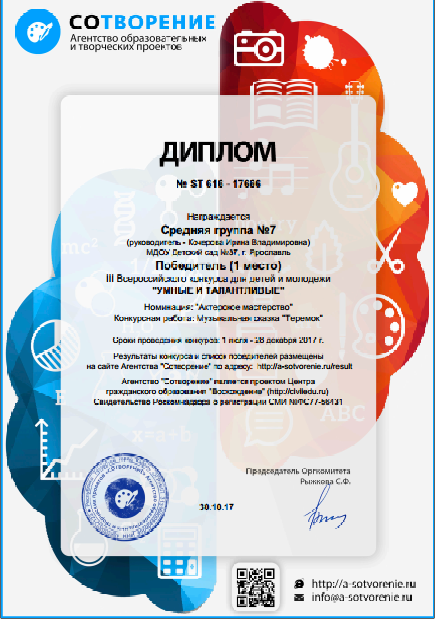 СОТВОРЕНИЕ
Агентство образовательных
и творческих проектов
ДИПЛОМ
№ ST 616 - 17666
Награждается
Средняя группа №7
(руководитель - Кочерова Ирина Владимировна)
МДОУ Детский сад №37, г. Ярославль
Победитель (1 место)
III Всероссийского конкурса для детей и молодежи
"УМНЫЕ И ТАЛАНТЛИВЫЕ"
Номинация: "Актерское мастерство"
Конкурсная работа: Музыкальная сказка "Теремок"
Сроки проведения конкурса: 1 июля - 28 декабря 2017 г.
Результаты конкурса и список победителей размещены
на сайте Агентства "Сотворение" по адресу: http://a-sotvorenie.ru/result
Агентство "Сотворение" является проектом Центра
гражданского образования "Восхождение" (http://civiledu.ru)
Свидетельство Роскомнадзора о регистрации СМИ №ФС77-58431
mc²
ABC
x=a+b
Председатель Оргкомитета
Рыжкова С.Ф.
30.10.17
http://a-sotvorenie.ru
info@a-sotvorenie.ru